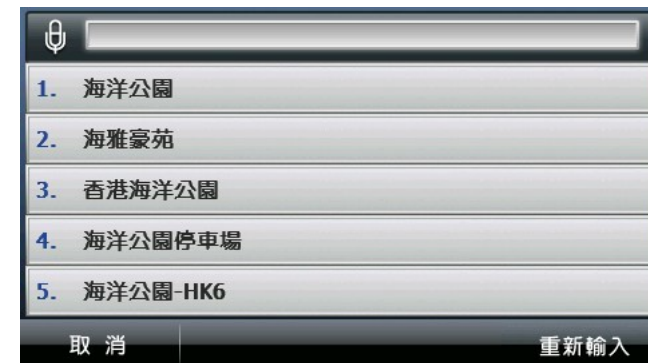 1. 海洋公園
2. 海雅豪苑
3. 香港海洋公園
4. 海洋公園停車場
5. 海洋公園-HK6
取 消
重新輸入